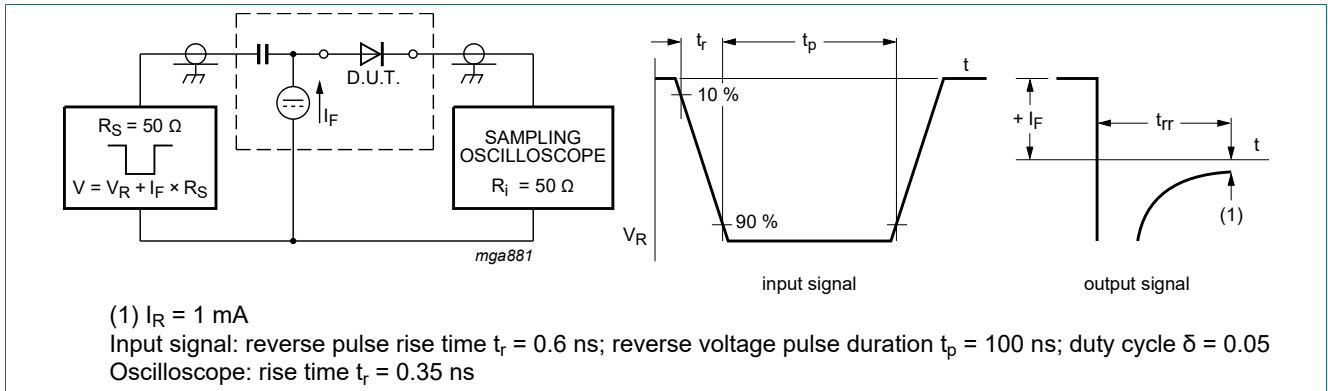 R_S = 50 Ω
V = V_R + I_F × R_S
I_F
D.U.T.
SAMPLING
OSCILLOSCOPE
R_i = 50 Ω
mga881
t_r
t_p
t
10 %
90 %
V_R
input signal
+ I_F
t_rr
t
(1)
output signal
(1) I_R = 1 mA
Input signal: reverse pulse rise time t_r = 0.6 ns; reverse voltage pulse duration t_p = 100 ns; duty cycle δ = 0.05
Oscilloscope: rise time t_r = 0.35 ns